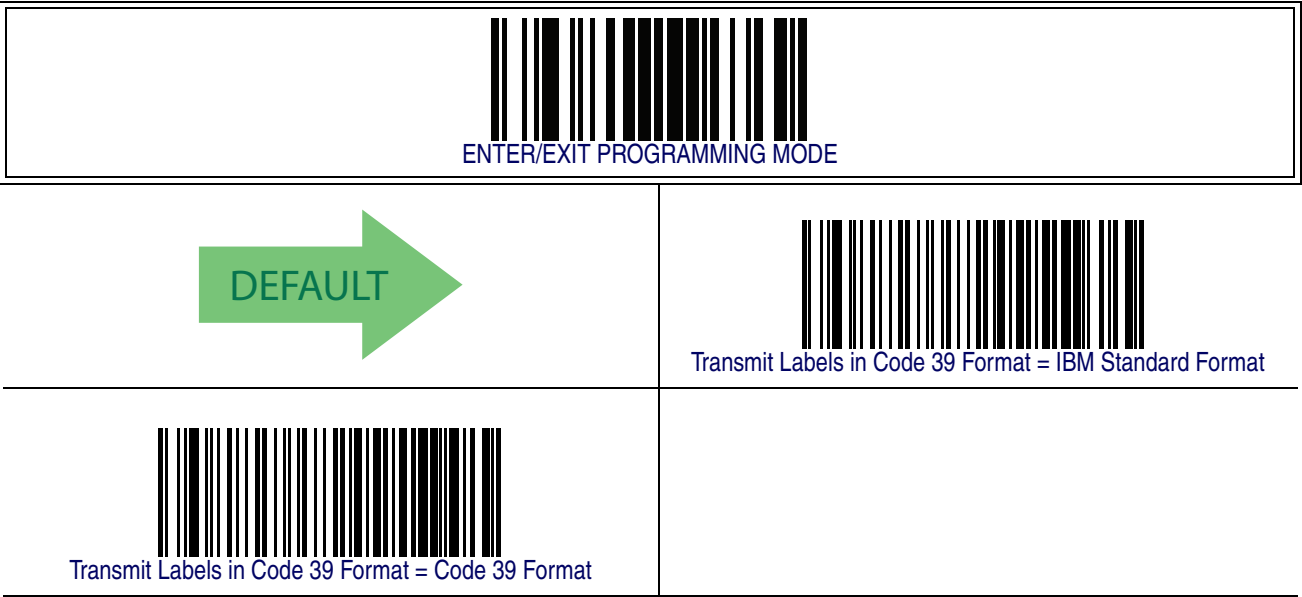 ENTER/EXIT PROGRAMMING MODE
DEFAULT
Transmit Labels in Code 39 Format = IBM Standard Format
Transmit Labels in Code 39 Format = Code 39 Format